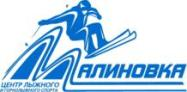 МАЛИНОВКА
ЦЕНТР ЛЫЖНОГО
И ГОРНОЛЫЖНОГО СПОРТА